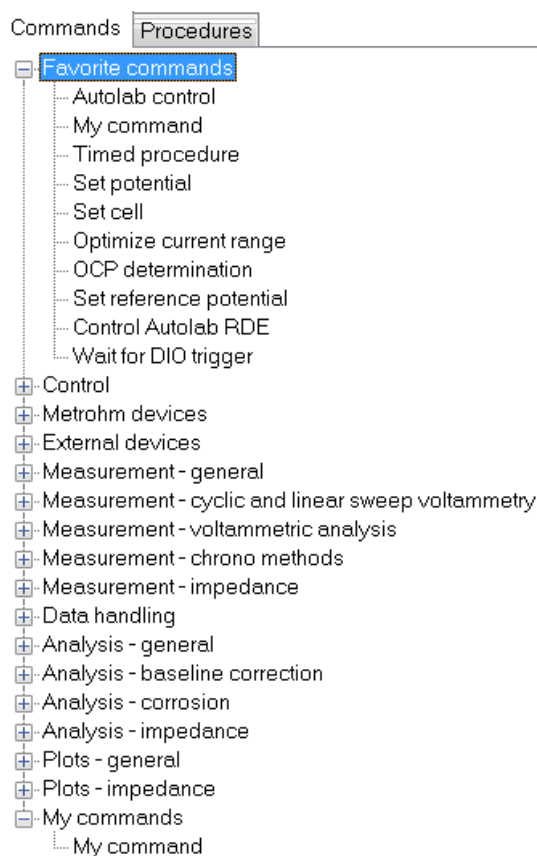 Commands Procedures
Favorite commands
Autolab control
My command
Timed procedure
Set potential
Set cell
Optimize current range
OCP determination
Set reference potential
Control Autolab RDE
Wait for DIO trigger
Control
Metrohm devices
External devices
Measurement - general
Measurement - cyclic and linear sweep voltammetry
Measurement - voltammetric analysis
Measurement - chrono methods
Measurement - impedance
Data handling
Analysis - general
Analysis - baseline correction
Analysis - corrosion
Analysis - impedance
Plots - general
Plots - impedance
My commands
My command